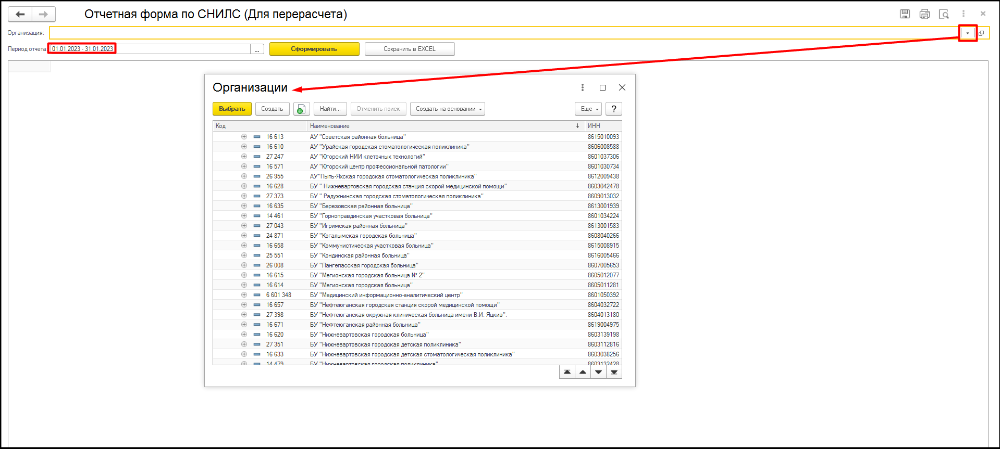 Отчетная форма по СНИЛС (Для перерасчета)
Организация:
Период отчета: 01.01.2023 - 31.01.2023 ... Сформировать Сохранить в EXCEL
Организации
Выбрать Создать Найти... Отменить поиск Создать на основании Еще ?
Код Наименование ↓ ИНН
16 613 АУ "Советская районная больница" 8615010093
16 610 АУ "Урайская городская стоматологическая поликлиника" 8606008588
27 247 АУ "Югорский НИИ клеточных технологий" 8601037306
16 571 АУ "Югорский центр профессиональной патологии" 8601030734
26 955 АУ"Пыть-Яхская городская стоматологическая поликлиника" 8612009438
16 628 БУ " Нижневартовская городская станция скорой медицинской помощи" 8603042478
27 373 БУ " Радужнинская городская стоматологическая поликлиника" 8609013032
16 635 БУ "Березовская районная больница" 8613001939
14 461 БУ "Горноправдинская участковая больница" 8601034224
27 043 БУ "Игримская районная больница" 8613001583
24 871 БУ "Когалымская городская больница" 8608040266
16 658 БУ "Коммунистическая участковая больница" 8615008915
25 551 БУ "Кондинская районная больница" 8616005466
26 008 БУ "Лангепасская городская больница" 8607005653
16 615 БУ "Мегионская городская больница № 2" 8605012077
16 614 БУ "Мегионская городская больница" 8605011281
6 601 348 БУ "Медицинский информационно-аналитический центр" 8601050392
16 657 БУ "Нефтеюганская городская станция скорой медицинской помощи" 8604032722
27 398 БУ "Нефтеюганская окружная клиническая больница имени В.И. Яцкив". 8604013180
16 671 БУ "Нефтеюганская районная больница" 8619004975
16 620 БУ "Нижневартовская городская больница" 8603139198
27 351 БУ "Нижневартовская городская детская поликлиника" 8603112816
16 633 БУ "Нижневартовская городская детская стоматологическая поликлиника" 8603038256
14 479 БУ "Нижневартовская городская поликлиника" 8603132428